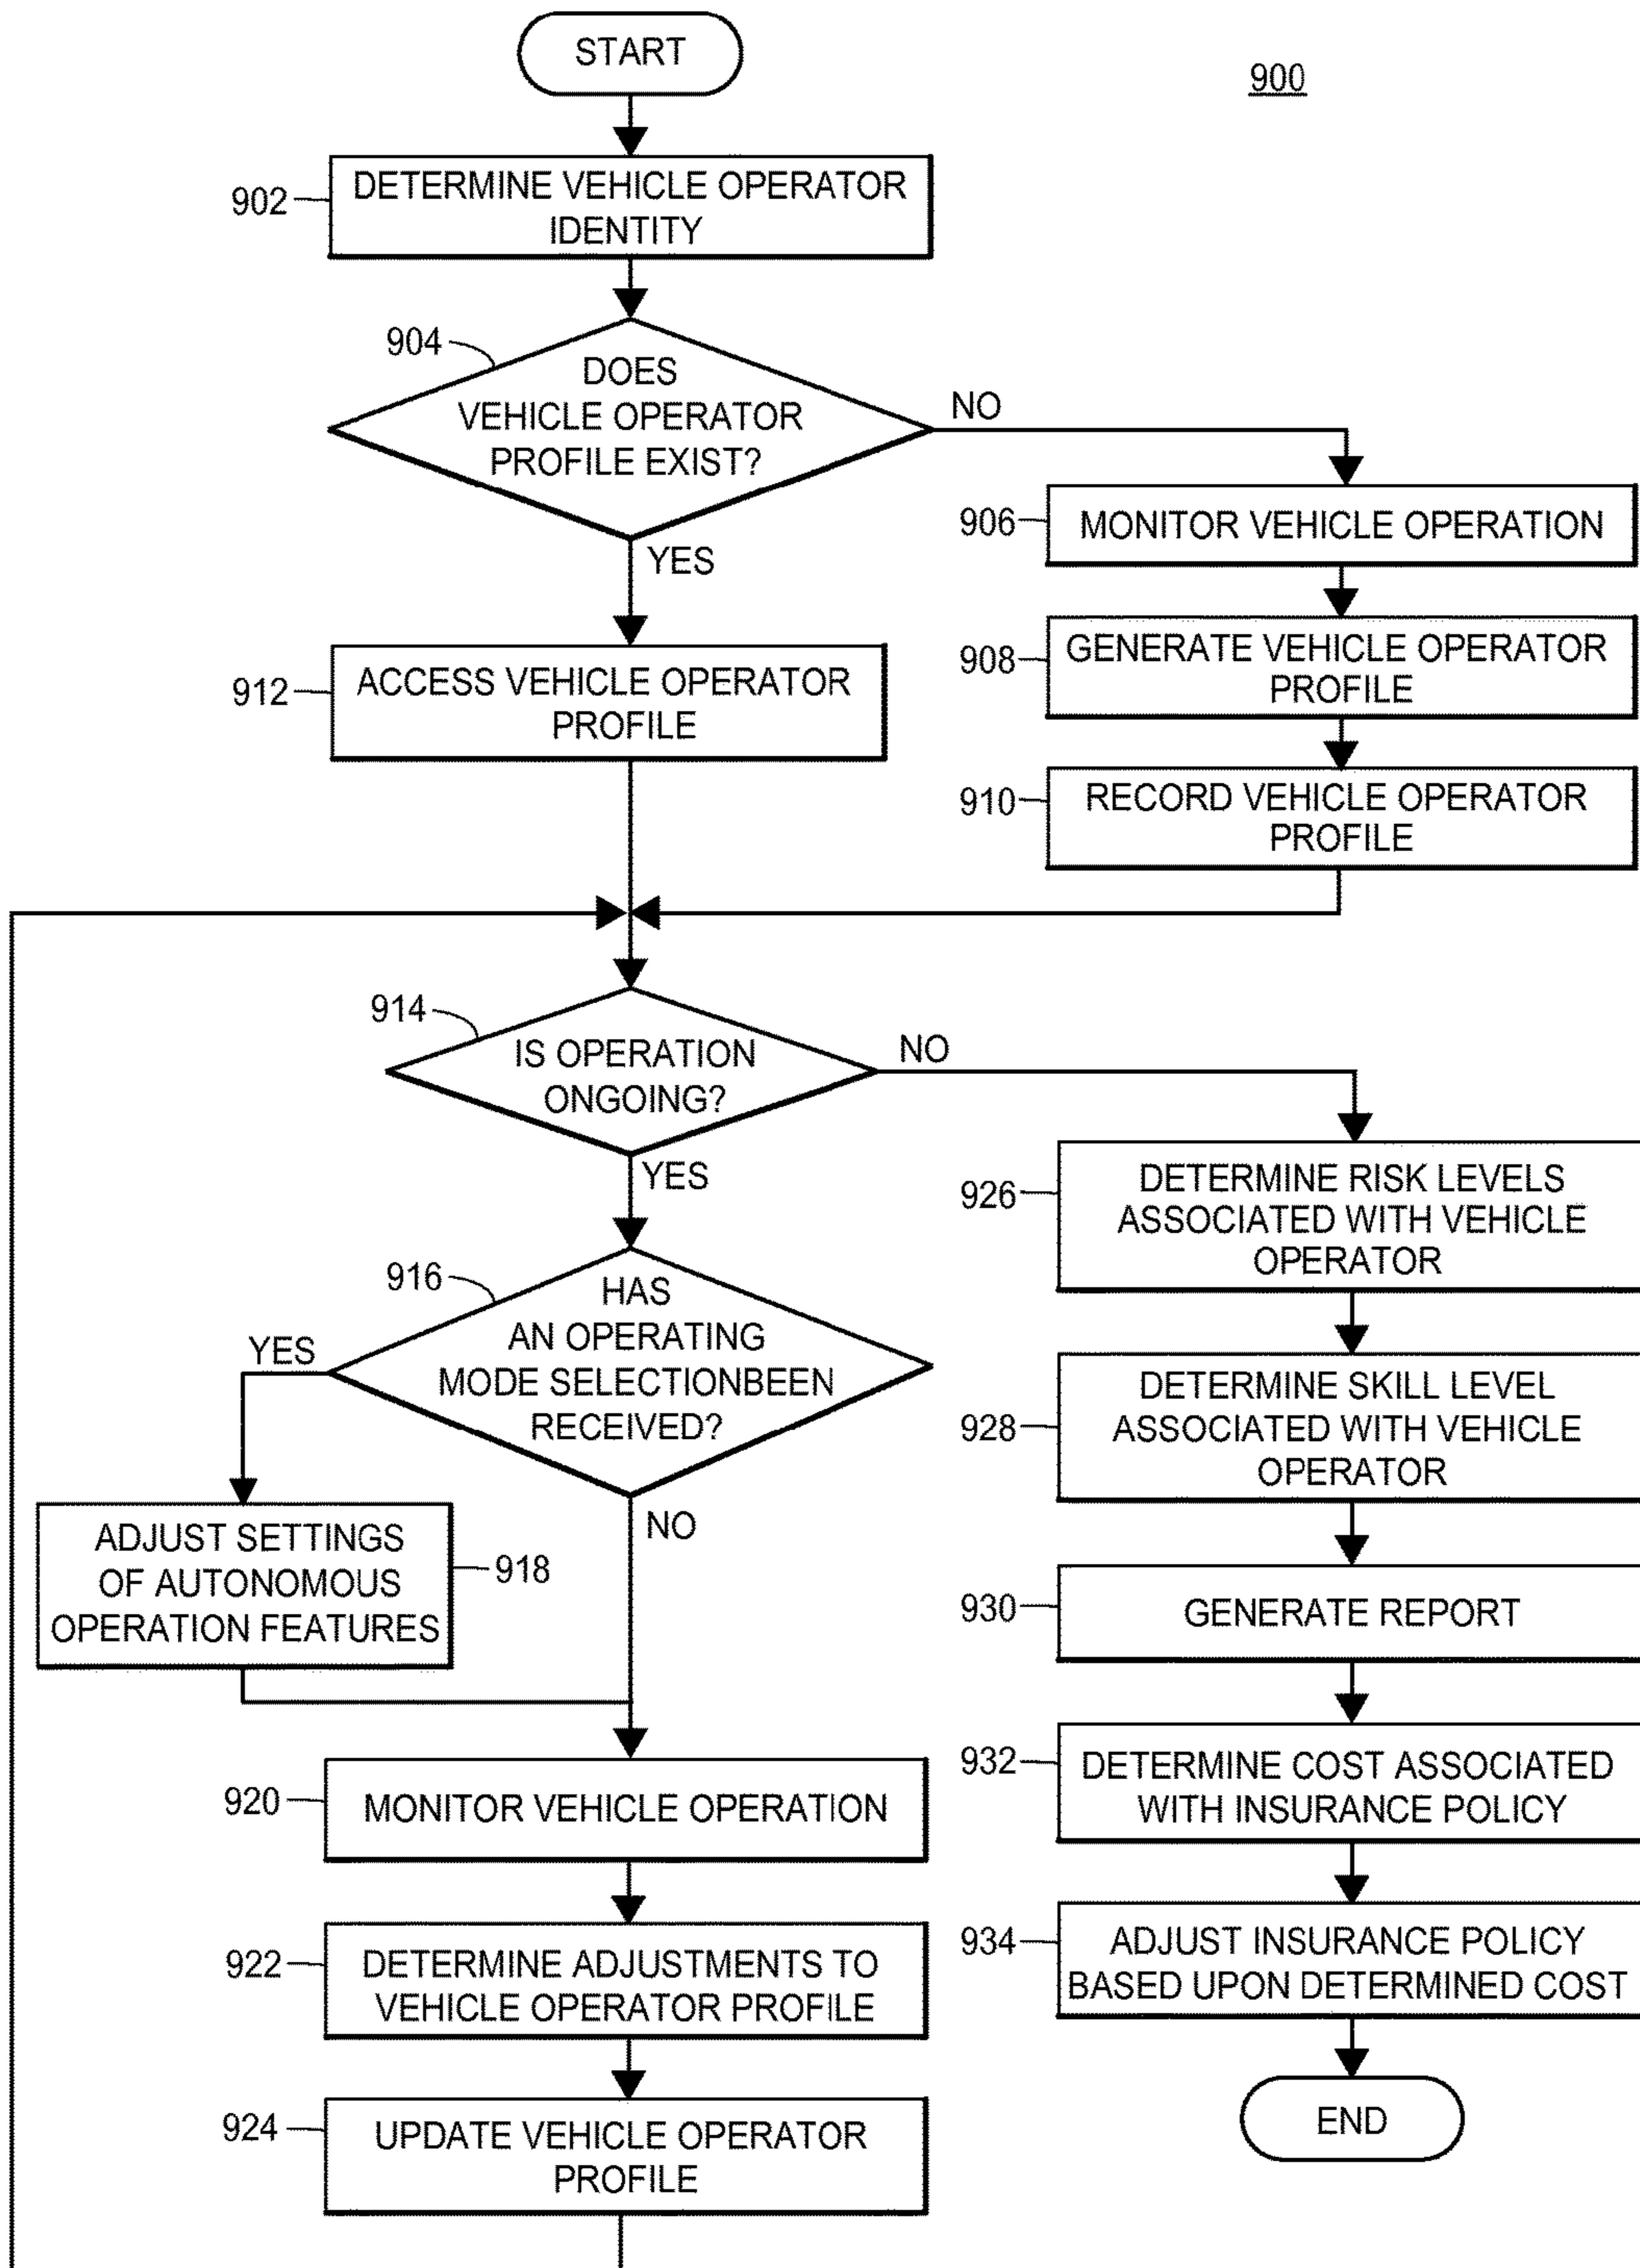 START
900
902
DETERMINE VEHICLE OPERATOR
IDENTITY
904
DOES
VEHICLE OPERATOR
PROFILE EXIST?
NO
YES
906
MONITOR VEHICLE OPERATION
908
GENERATE VEHICLE OPERATOR
PROFILE
910
RECORD VEHICLE OPERATOR
PROFILE
912
ACCESS VEHICLE OPERATOR
PROFILE
914
IS OPERATION
ONGOING?
NO
YES
916
HAS
AN OPERATING
MODE SELECTIONBEEN
RECEIVED?
YES
NO
ADJUST SETTINGS
OF AUTONOMOUS
OPERATION FEATURES
918
920
MONITOR VEHICLE OPERATION
922
DETERMINE ADJUSTMENTS TO
VEHICLE OPERATOR PROFILE
924
UPDATE VEHICLE OPERATOR
PROFILE
926
DETERMINE RISK LEVELS
ASSOCIATED WITH VEHICLE
OPERATOR
928
DETERMINE SKILL LEVEL
ASSOCIATED WITH VEHICLE
OPERATOR
930
GENERATE REPORT
932
DETERMINE COST ASSOCIATED
WITH INSURANCE POLICY
934
ADJUST INSURANCE POLICY
BASED UPON DETERMINED COST
END